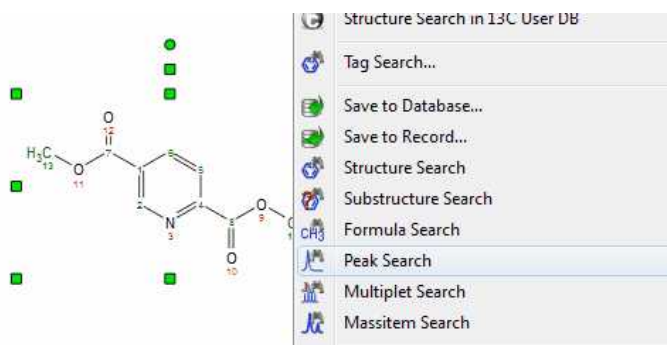 Structure Search in 13C User DB
Tag Search...
Save to Database...
Save to Record...
Structure Search
Substructure Search
CH3 Formula Search
Peak Search
Multiplet Search
Massitem Search
O
12
H3C
13
7
6
O
11
5
2
4
N
3
8
O
9
O
10